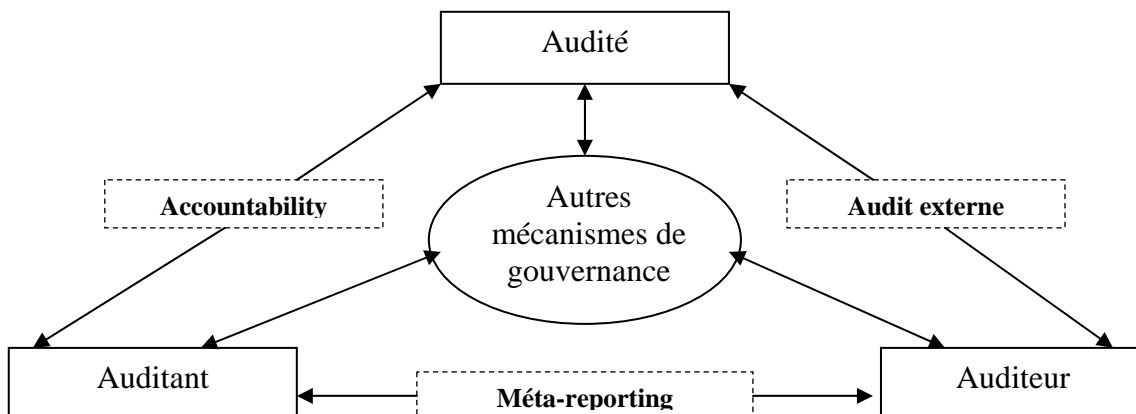 Audité
Accountability
Autres
mécanismes de
gouvernance
Audit externe
Auditant
Méta-reporting
Auditeur